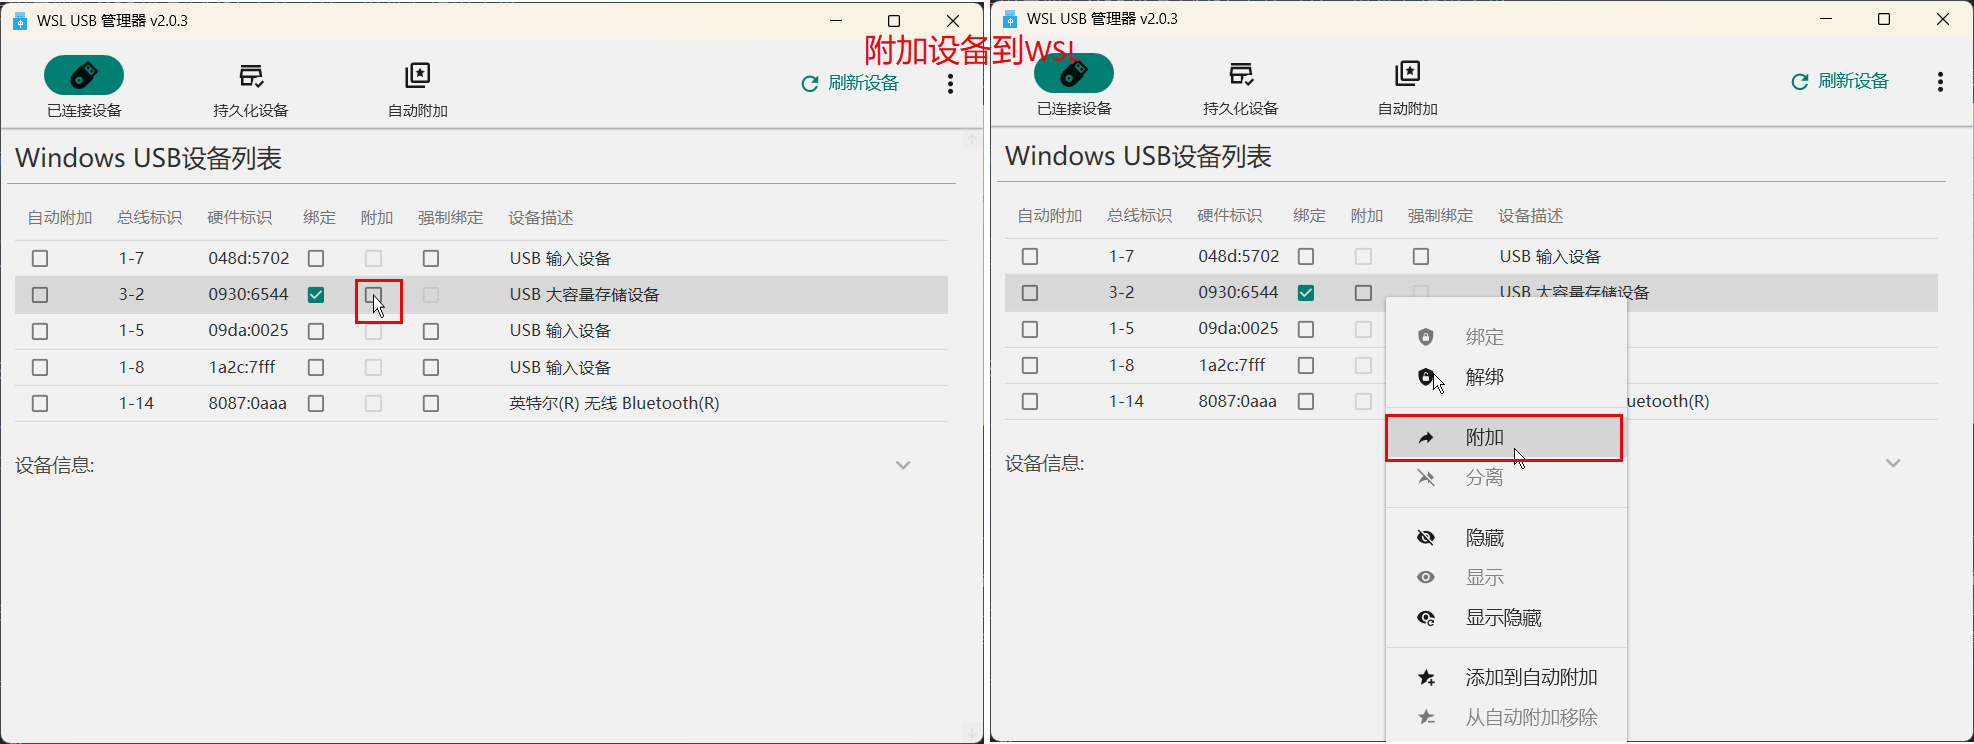 WSL USB 管理器 v2.0.3
附加设备到WSL
已连接设备
持久化设备
自动附加
刷新设备
Windows USB设备列表
自动附加 总线标识 硬件标识 绑定 附加 强制绑定 设备描述
1-7 048d:5702 USB 输入设备
3-2 0930:6544 USB 大容量存储设备
1-5 09da:0025 USB 输入设备
1-8 1a2c:7fff USB 输入设备
1-14 8087:0aaa 英特尔(R) 无线 Bluetooth(R)
设备信息:
WSL USB 管理器 v2.0.3
已连接设备
持久化设备
自动附加
刷新设备
Windows USB设备列表
自动附加 总线标识 硬件标识 绑定 附加 强制绑定 设备描述
1-7 048d:5702 USB 输入设备
3-2 0930:6544 USB 大容量存储设备
1-5 09da:0025
1-8 1a2c:7fff
1-14 8087:0aaa uetooth(R)
设备信息:
绑定
解绑
附加
分离
隐藏
显示
显示隐藏
添加到自动附加
从自动附加移除